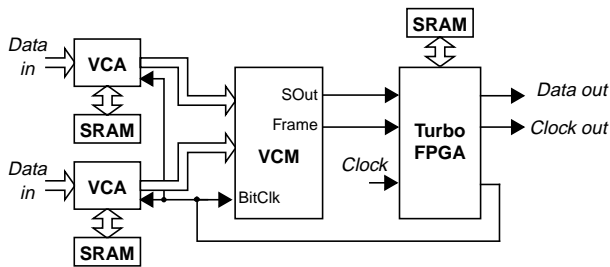 Data
in
VCA
SRAM
Data
in
VCA
SRAM
SOut
Frame
VCM
BitClk
SRAM
Turbo
FPGA
Clock
Data out
Clock out